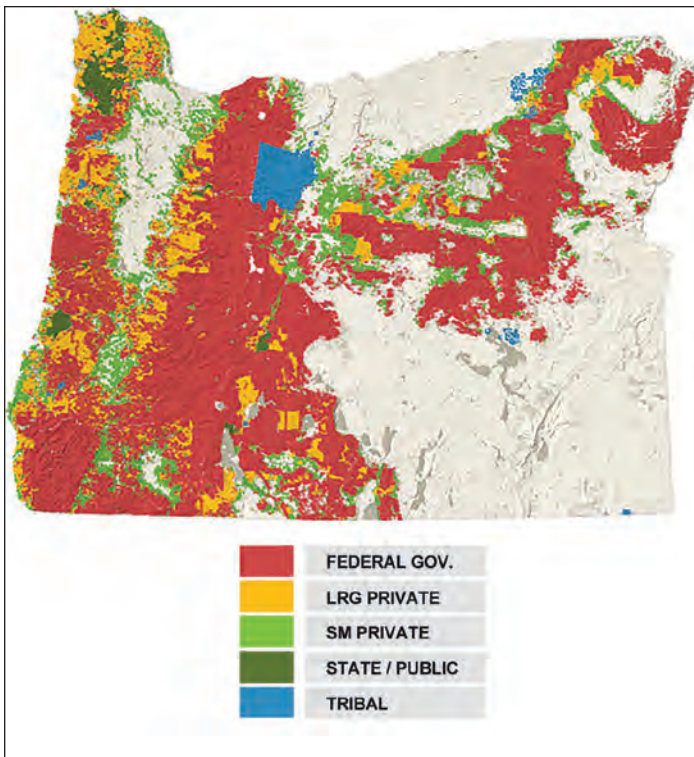 FEDERAL GOV.
LRG PRIVATE
SM PRIVATE
STATE / PUBLIC
TRIBAL